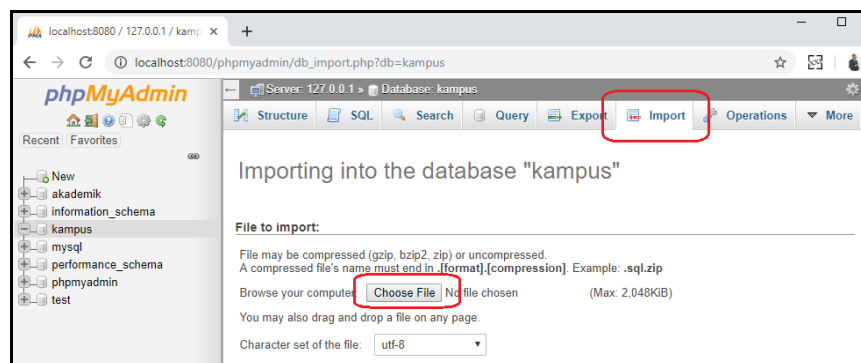 localhost:8080 / 127.0.0.1 / kamp
localhost:8080/phpmyadmin/db_import.php?db=kampus
phpMyAdmin
Recent Favorites
New
akademik
information_schema
kampus
mysql
performance_schema
phpmyadmin
test
Server: 127.0.0.1 » Database: kampus
Structure SQL Search Query Export Import Operations More
Importing into the database "kampus"
File to import:
File may be compressed (gzip, bzip2, zip) or uncompressed.
A compressed file's name must end in .[format].[compression]. Example: .sql.zip
Browse your computer: Choose File No file chosen (Max: 2,048KiB)
You may also drag and drop a file on any page.
Character set of the file: utf-8